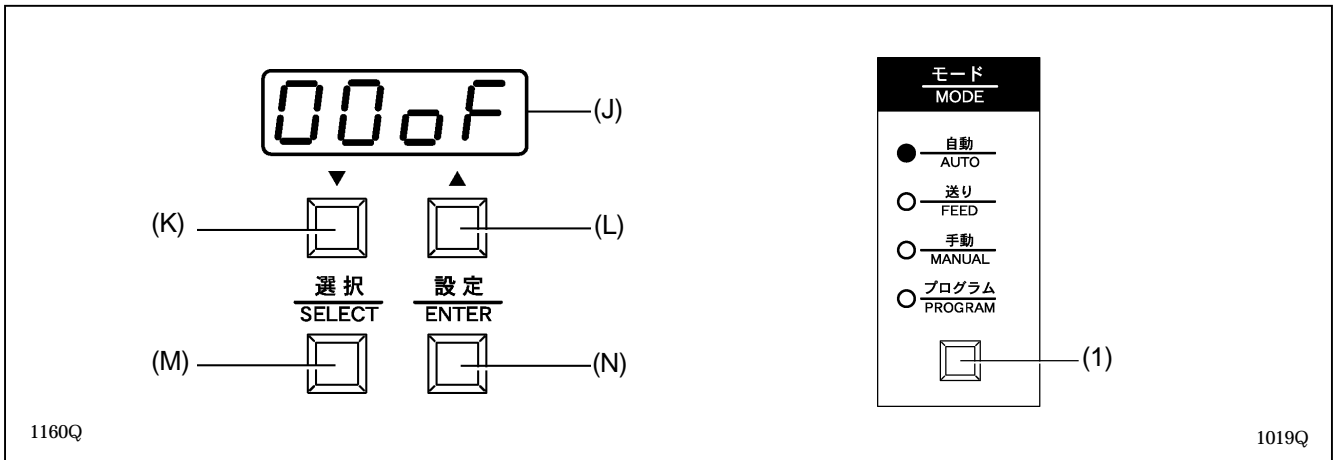 00oF
(J)
▼ ▲
(K)
(L)
選択 設定
SELECT ENTER
(M)
(N)
1160Q
モード
MODE
自動
AUTO
送り
FEED
手動
MANUAL
プログラム
PROGRAM
(1)
1019Q